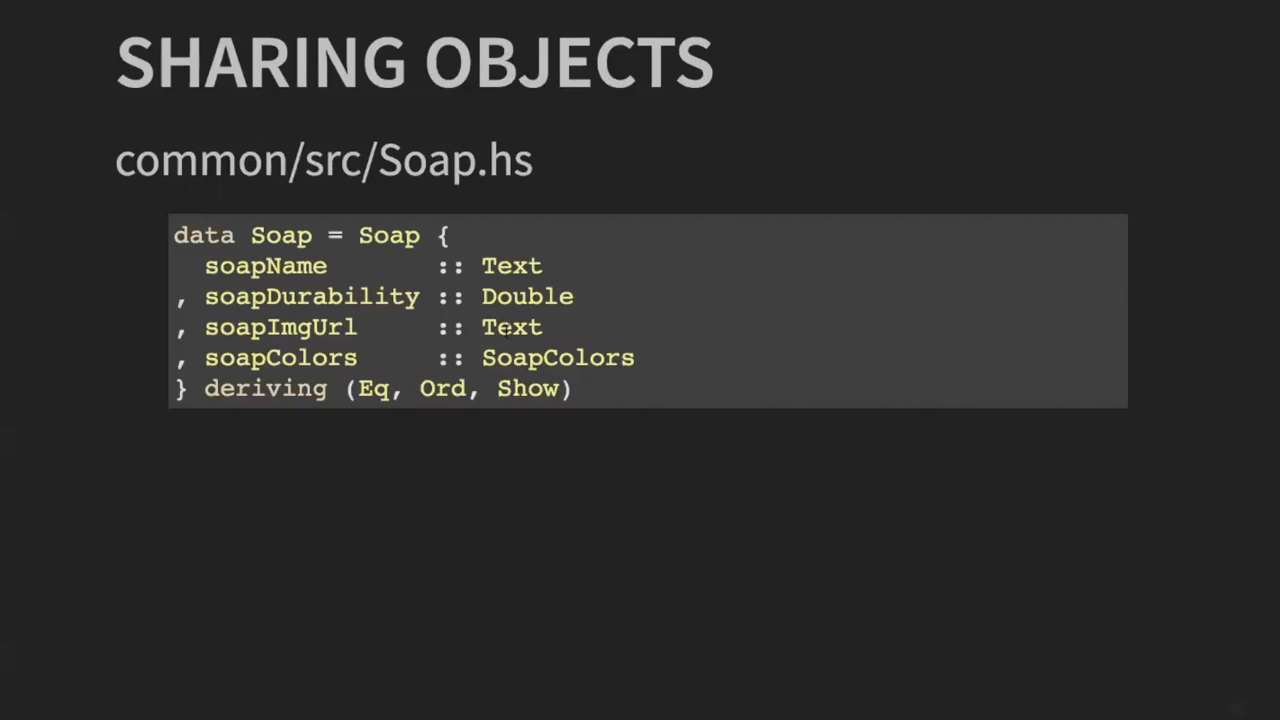 SHARING OBJECTS
common/src/Soap.hs
data Soap = Soap {
  soapName       :: Text
, soapDurability :: Double
, soapImgUrl     :: Text
, soapColors     :: SoapColors
} deriving (Eq, Ord, Show)